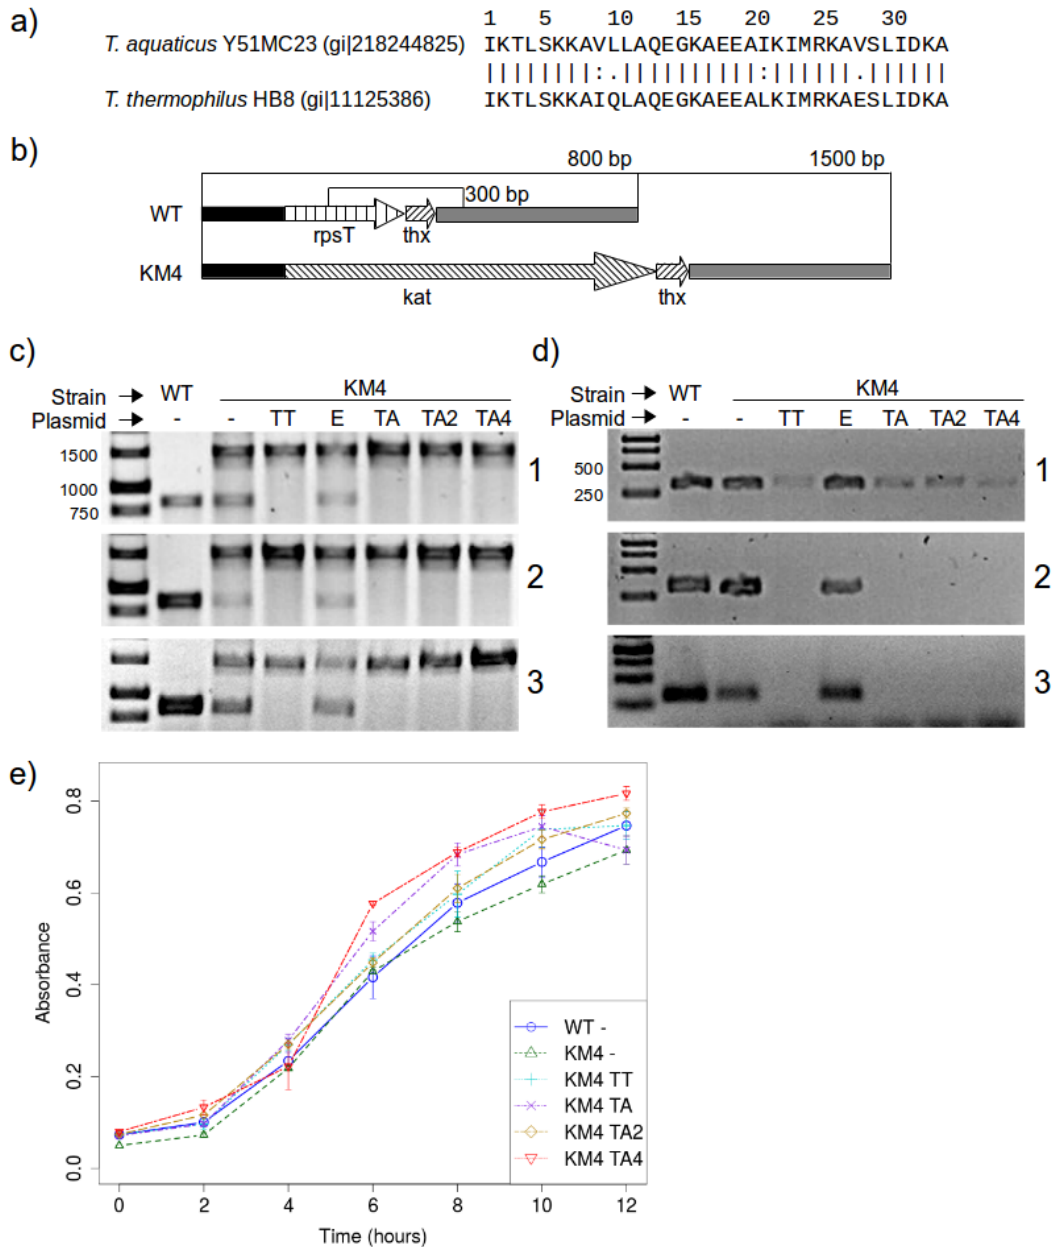 a)
1 5 10 15 20 25 30
T. aquaticus Y51MC23 (gi|218244825) IKTLSKKAVLLAQEGKAEEAIKIMRKAVSLIDKA
||||||||:.||||||||||:||||||.||||||
T. thermophilus HB8 (gi|11125386) IKTLSKKAIQLAQEGKAEEALKIMRKAESLIDKA
b)
800 bp 1500 bp
300 bp
WT
rpsT thx
KM4
kat thx
c)
Strain → WT KM4
Plasmid → - - TT E TA TA2 TA4
1500
1000
750
1
2
3
d)
Strain → WT KM4
Plasmid → - - TT E TA TA2 TA4
500
250
1
2
3
e)
Absorbance
0.8
0.6
0.4
0.2
0.0
WT -
KM4 -
KM4 TT
KM4 TA
KM4 TA2
KM4 TA4
0 2 4 6 8 10 12
Time (hours)